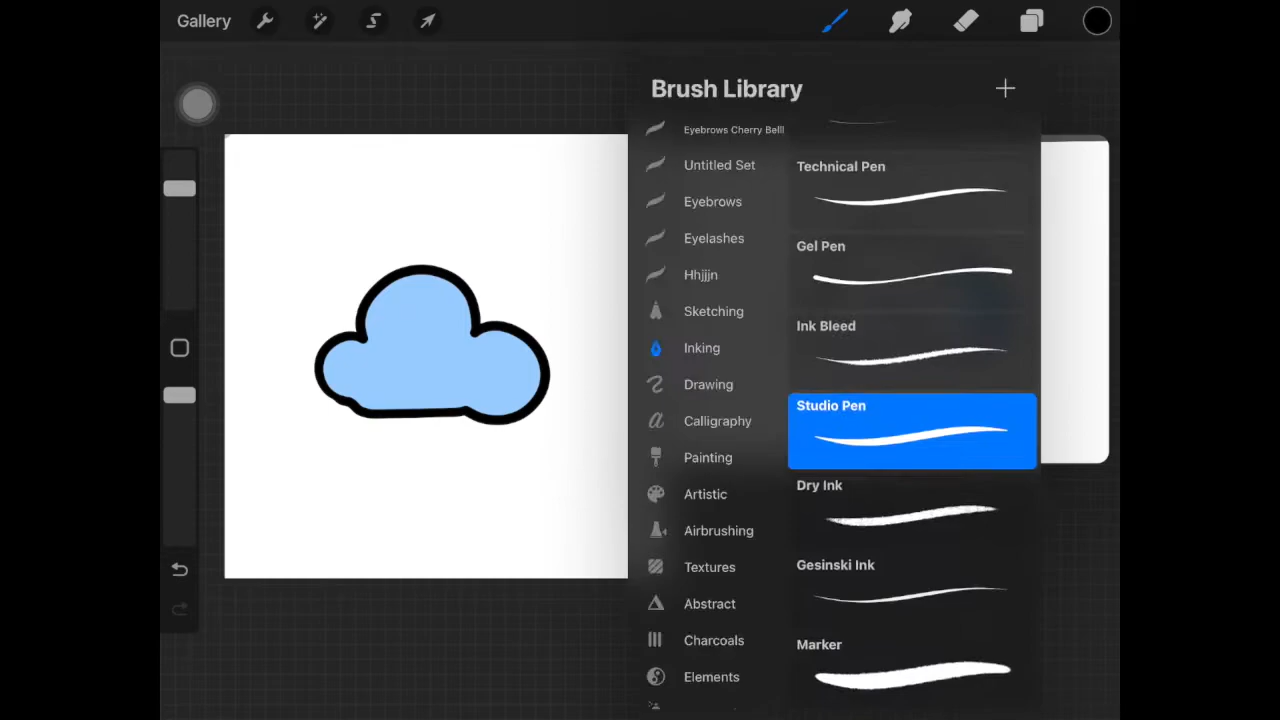 Gallery
Brush Library
Eyebrows Cherry Belll
Untitled Set
Eyebrows
Eyelashes
Hhjjjn
Sketching
Inking
Drawing
Calligraphy
Painting
Artistic
Airbrushing
Textures
Abstract
Charcoals
Elements
Technical Pen
Gel Pen
Ink Bleed
Studio Pen
Dry Ink
Gesinski Ink
Marker